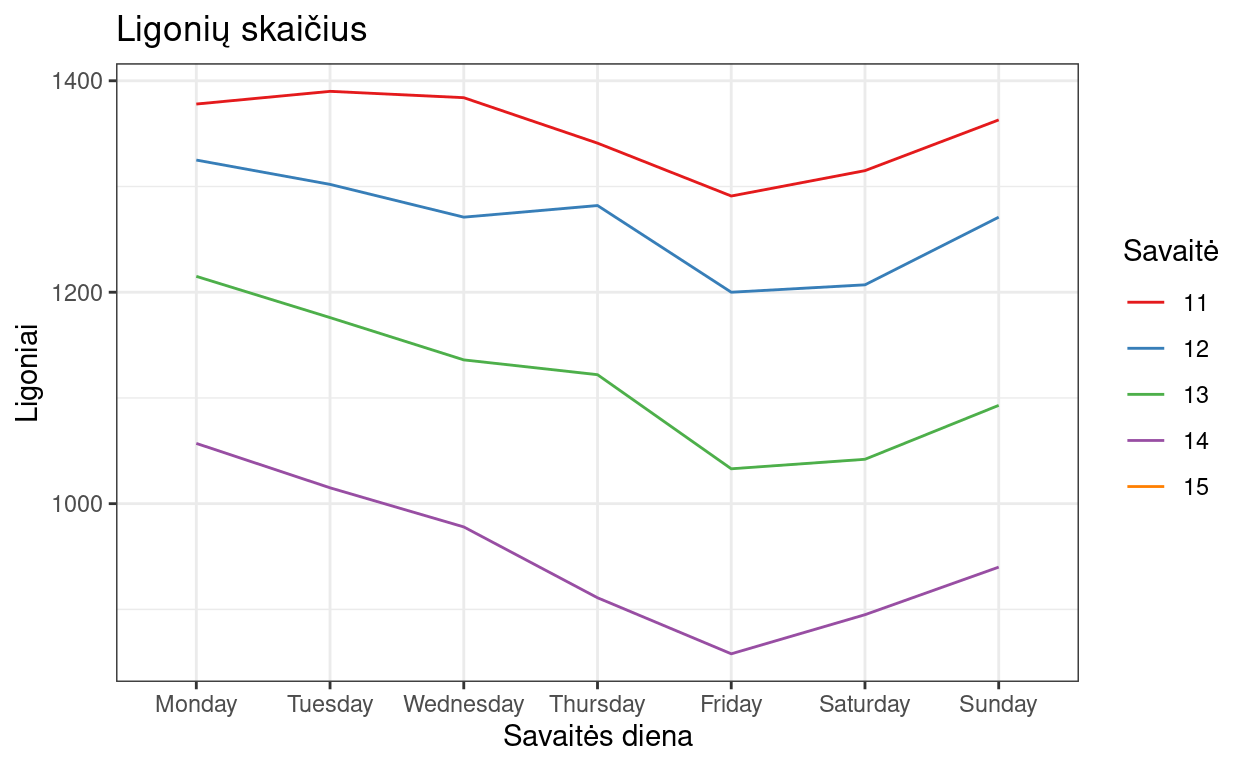 Ligonių skaičius
1400
1200
1000
Ligoniai
Monday Tuesday Wednesday Thursday Friday Saturday Sunday
Savaitės diena
Savaitė
11
12
13
14
15